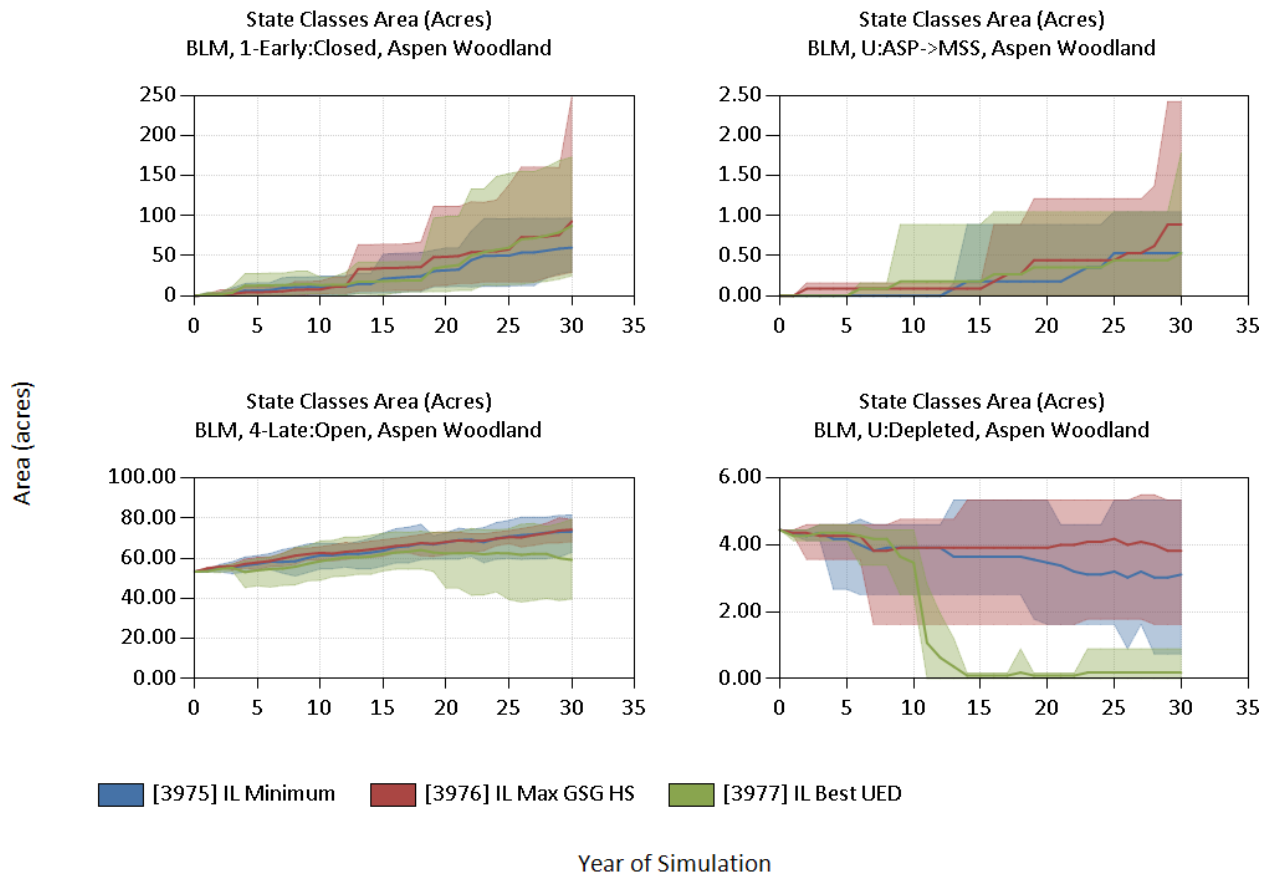 State Classes Area (Acres)
BLM, 1-Early:Closed, Aspen Woodland
250
200
150
100
50
0
0 5 10 15 20 25 30 35
State Classes Area (Acres)
BLM, U:ASP->MSS, Aspen Woodland
2.50
2.00
1.50
1.00
0.50
0.00
0 5 10 15 20 25 30 35
Area (acres)
State Classes Area (Acres)
BLM, 4-Late:Open, Aspen Woodland
100.00
80.00
60.00
40.00
20.00
0.00
0 5 10 15 20 25 30 35
State Classes Area (Acres)
BLM, U:Depleted, Aspen Woodland
6.00
4.00
2.00
0.00
0 5 10 15 20 25 30 35
[3975] IL Minimum [3976] IL Max GSG HS [3977] IL Best UED
Year of Simulation